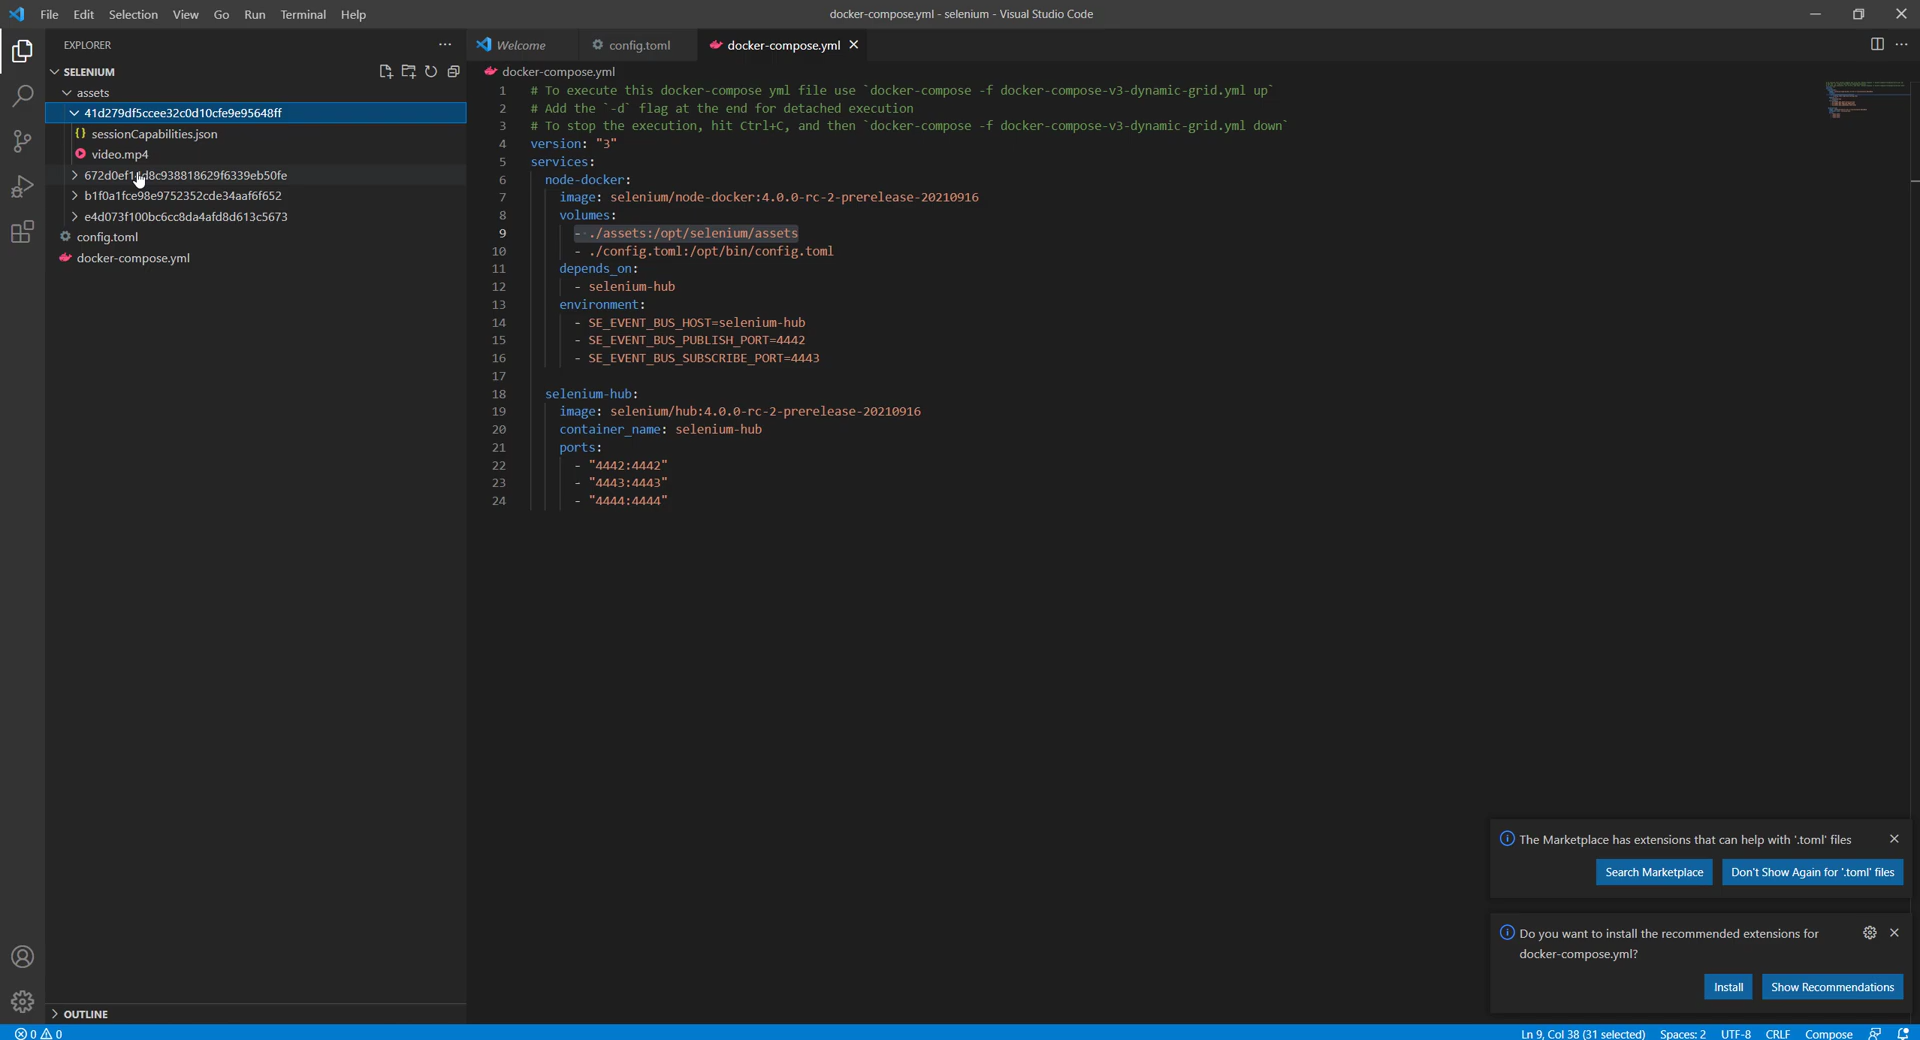 File Edit Selection View Go Run Terminal Help
docker-compose.yml - selenium - Visual Studio Code
EXPLORER
Welcome
config.toml
docker-compose.yml
SELENIUM
docker-compose.yml
assets
41d279df5ccee32c0d10cfe9e95648ff
sessionCapabilities.json
video.mp4
b1f0a1fce98e9752352cde34aaf6f652
e4d073f100bc6cc8da4afd8d613c5673
config.toml
docker-compose.yml
OUTLINE
1 # To execute this docker-compose yml file use `docker-compose -f docker-compose-v3-dynamic-grid.yml up`
2 # Add the `-d` flag at the end for detached execution
3 # To stop the execution, hit Ctrl+C, and then `docker-compose -f docker-compose-v3-dynamic-grid.yml down`
4 version: "3"
5 services:
6 node-docker:
7 image: selenium/node-docker:4.0.0-rc-2-prerelease-20210916
8 volumes:
9 - ./assets:/opt/selenium/assets
10 - ./config.toml:/opt/bin/config.toml
11 depends_on:
12 - selenium-hub
13 environment:
14 - SE_EVENT_BUS_HOST=selenium-hub
15 - SE_EVENT_BUS_PUBLISH_PORT=4442
16 - SE_EVENT_BUS_SUBSCRIBE_PORT=4443
17
18 selenium-hub:
19 image: selenium/hub:4.0.0-rc-2-prerelease-20210916
20 container_name: selenium-hub
21 ports:
22 - "4442:4442"
23 - "4443:4443"
24 - "4444:4444"
The Marketplace has extensions that can help with '.toml' files
Search Marketplace
Don't Show Again for '.toml' files
Do you want to install the recommended extensions for
docker-compose.yml?
Install
Show Recommendations
0 0
Ln 9, Col 38 (31 selected) Spaces: 2 UTF-8 CRLF Compose